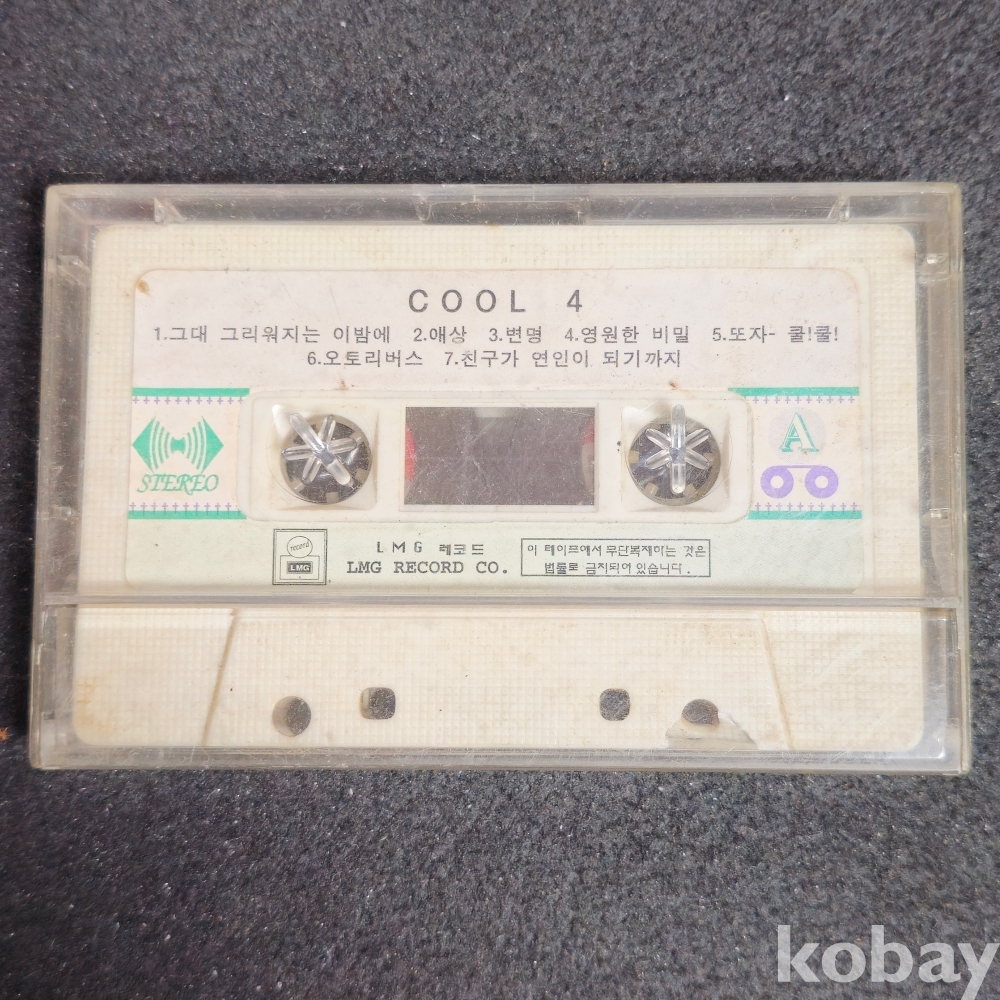 COOL 4
1.그대 그리워지는 이밤에 2.애상 3.변명 4.영원한 비밀 5.또자- 쿨!쿨!
6.오토리버스 7.친구가 연인이 되기까지
STEREO
A
record
LMG
LMG 레코드
LMG RECORD CO.
이 테이프에서 무단복제하는 것은
법률로 금지되어 있습니다.
kobay